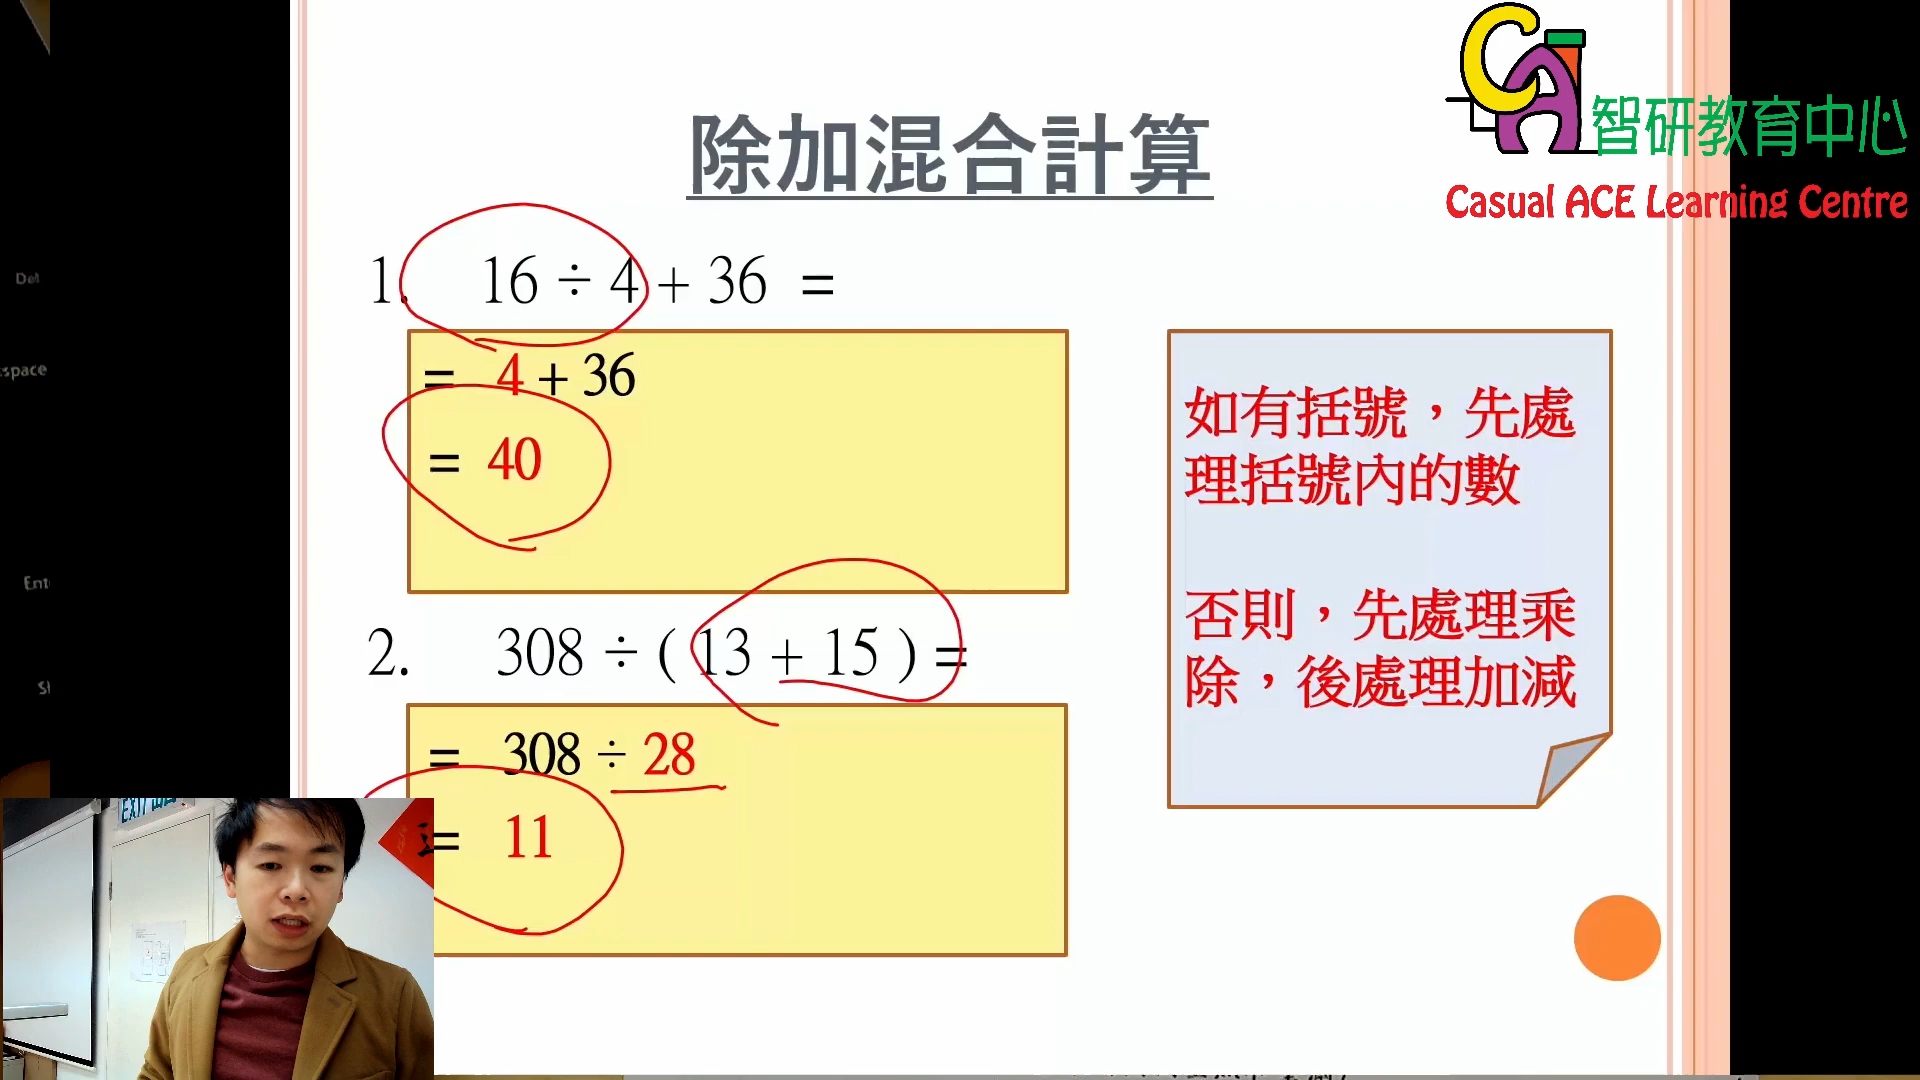 除加混合計算
智研教育中心
Casual ACE Learning Centre
1. 16 ÷ 4 + 36 =
= 4 + 36
= 40
2. 308 ÷ ( 13 + 15 ) =
= 308 ÷ 28
= 11
如有括號，先處
理括號內的數
否則，先處理乘
除，後處理加減
Del
space
Ent
EXIT